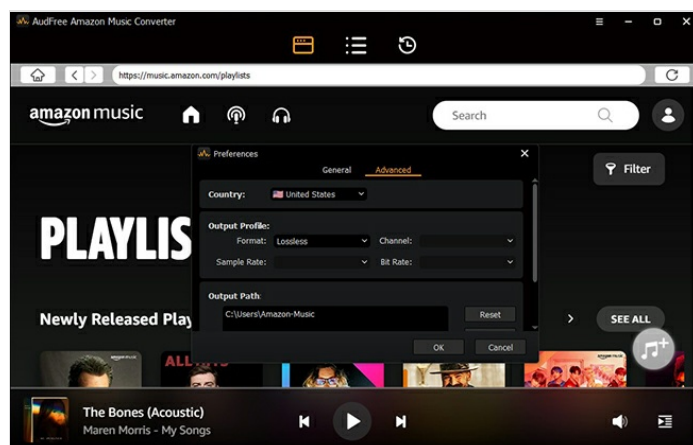 AudFree Amazon Music Converter
https://music.amazon.com/playlists
amazon music
Search
Preferences
General Advanced
Filter
Country: United States
PLAYLIS
Output Profile:
Format: Lossless Channel:
Sample Rate: Bit Rate:
Output Path:
C:\Users\Amazon-Music Reset
Newly Released Play
SEE ALL
OK Cancel
ALL
The Bones (Acoustic)
Maren Morris - My Songs